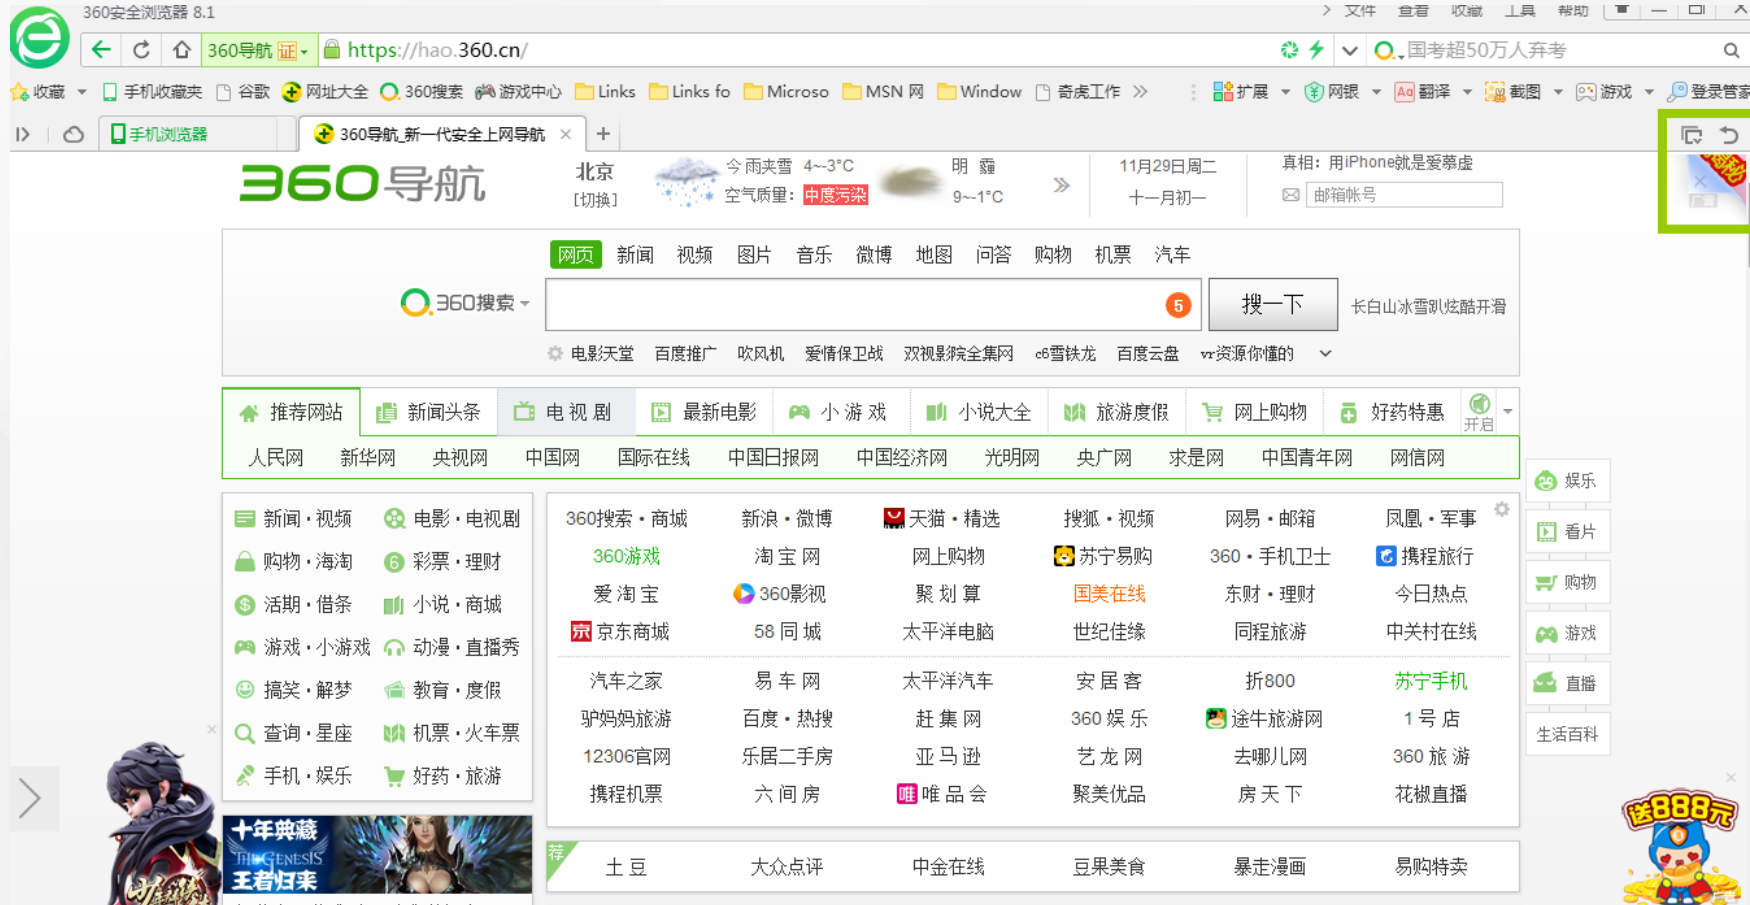 360安全浏览器 8.1
文件 查看 收藏 工具 帮助
360导航 证 https://hao.360.cn/
国考超50万人弃考
收藏 手机收藏夹 谷歌 网址大全 360搜索 游戏中心 Links Links fo Microso MSN 网 Window 奇虎工作 扩展 网银 翻译 截图 游戏 登录管家
手机浏览器 360导航_新一代安全上网导航
360导航
北京
[切换]
今 雨夹雪 4~-3°C
空气质量: 中度污染
明 霾
9~-1°C
11月29日周二
十一月初一
真相: 用iPhone就是爱慕虚
邮箱帐号
网页 新闻 视频 图片 音乐 微博 地图 问答 购物 机票 汽车
360搜索 5 搜一下 长白山冰雪趴炫酷开滑
电影天堂 百度推广 吹风机 爱情保卫战 双视影院全集网 c6雪铁龙 百度云盘 vr资源你懂的
推荐网站 新闻头条 电视剧 最新电影 小游戏 小说大全 旅游度假 网上购物 好药特惠 开启
人民网 新华网 央视网 中国网 国际在线 中国日报网 中国经济网 光明网 央广网 求是网 中国青年网 网信网
新闻·视频 电影·电视剧
购物·海淘 彩票·理财
活期·借条 小说·商城
游戏·小游戏 动漫·直播秀
搞笑·解梦 教育·度假
查询·星座 机票·火车票
手机·娱乐 好药·旅游
360搜索·商城 新浪·微博 天猫·精选 搜狐·视频 网易·邮箱 凤凰·军事
360游戏 淘宝网 网上购物 苏宁易购 360·手机卫士 携程旅行
爱淘宝 360影视 聚划算 国美在线 东财·理财 今日热点
京 京东商城 58同城 太平洋电脑 世纪佳缘 同程旅游 中关村在线
汽车之家 易车网 太平洋汽车 安居客 折800 苏宁手机
驴妈妈旅游 百度·热搜 赶集网 360娱乐 途牛旅游网 1号店
12306官网 乐居二手房 亚马逊 艺龙网 去哪儿网 360旅游
携程机票 六间房 唯 唯品会 聚美优品 房天下 花椒直播
荐 土豆 大众点评 中金在线 豆果美食 暴走漫画 易购特卖
娱乐
看片
购物
游戏
直播
生活百科
十年典藏
THE GENESIS
王者归来
送888元